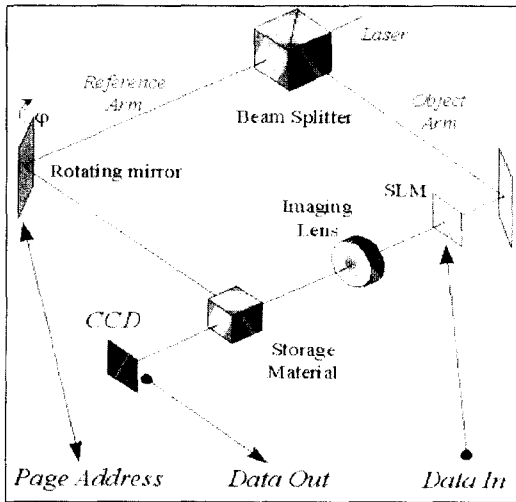 Laser
Reference
Arm
Beam Splitter
Object
Arm
φ
Rotating mirror
SLM
Imaging
Lens
CCD
Storage
Material
Page Address
Data Out
Data In